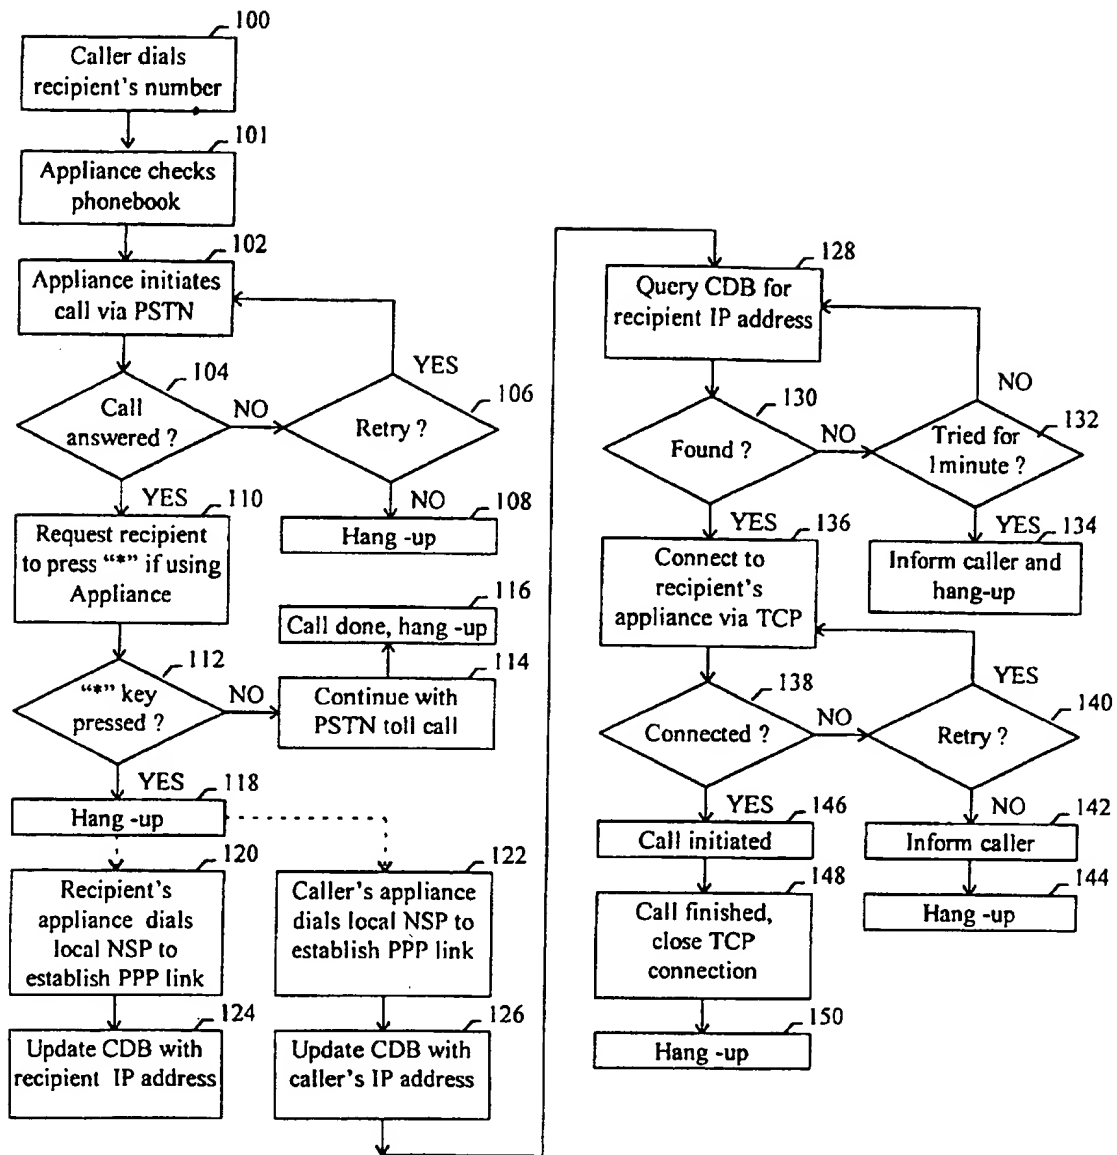 100
Caller dials
recipient's number
101
Appliance checks
phonebook
102
Appliance initiates
call via PSTN
104
Call
answered ?
NO
YES
106
Retry ?
YES
NO
108
Hang -up
110
Request recipient
to press “*” if using
Appliance
112
“*” key
pressed ?
NO
YES
114
Continue with
PSTN toll call
116
Call done, hang -up
118
Hang -up
120
Recipient's
appliance dials
local NSP to
establish PPP link
122
Caller's appliance
dials local NSP to
establish PPP link
124
Update CDB with
recipient IP address
126
Update CDB with
caller's IP address
128
Query CDB for
recipient IP address
130
Found ?
NO
YES
132
Tried for
1minute ?
NO
YES
134
Inform caller and
hang-up
136
Connect to
recipient's
appliance via TCP
138
Connected ?
NO
YES
140
Retry ?
YES
NO
142
Inform caller
144
Hang -up
146
Call initiated
148
Call finished,
close TCP
connection
150
Hang -up